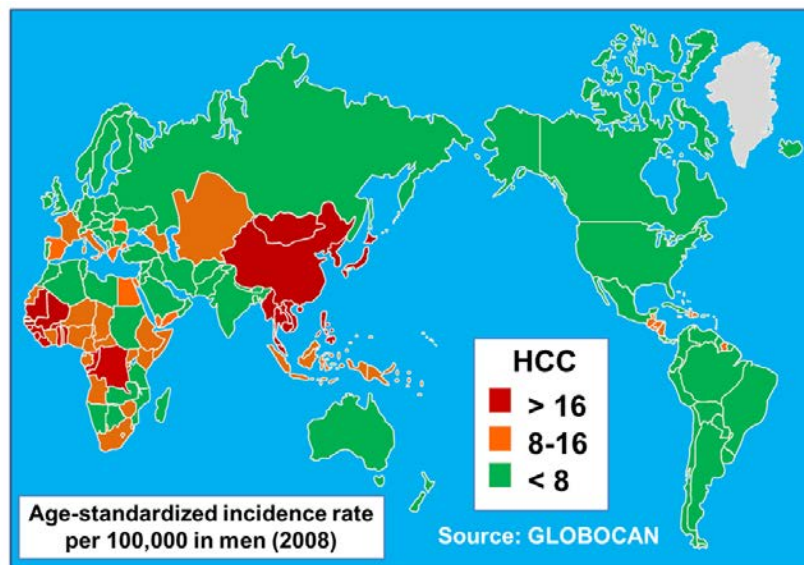 HCC
> 16
8-16
< 8
Age-standardized incidence rate
per 100,000 in men (2008)
Source: GLOBOCAN